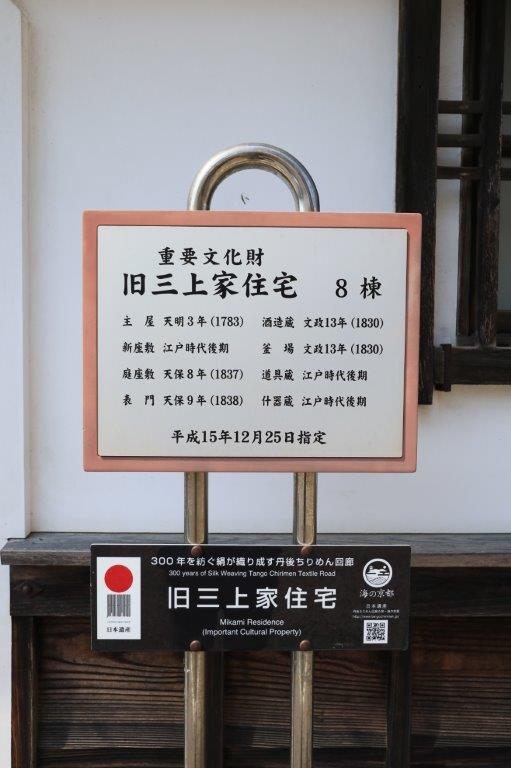 重要文化財
旧三上家住宅　8棟
主　屋 天明3年(1783)　酒造蔵 文政13年(1830)
新座敷 江戸時代後期　釜　場 文政13年(1830)
庭座敷 天保8年(1837)　道具蔵 江戸時代後期
表　門 天保9年(1838)　什器蔵 江戸時代後期
平成15年12月25日指定
300年を紡ぐ絹が織り成す丹後ちりめん回廊
300 years of Silk Weaving Tango Chirimen Textile Road
旧三上家住宅
Mikami Residence
(Important Cultural Property)
日本遺産
海の京都
日本遺産